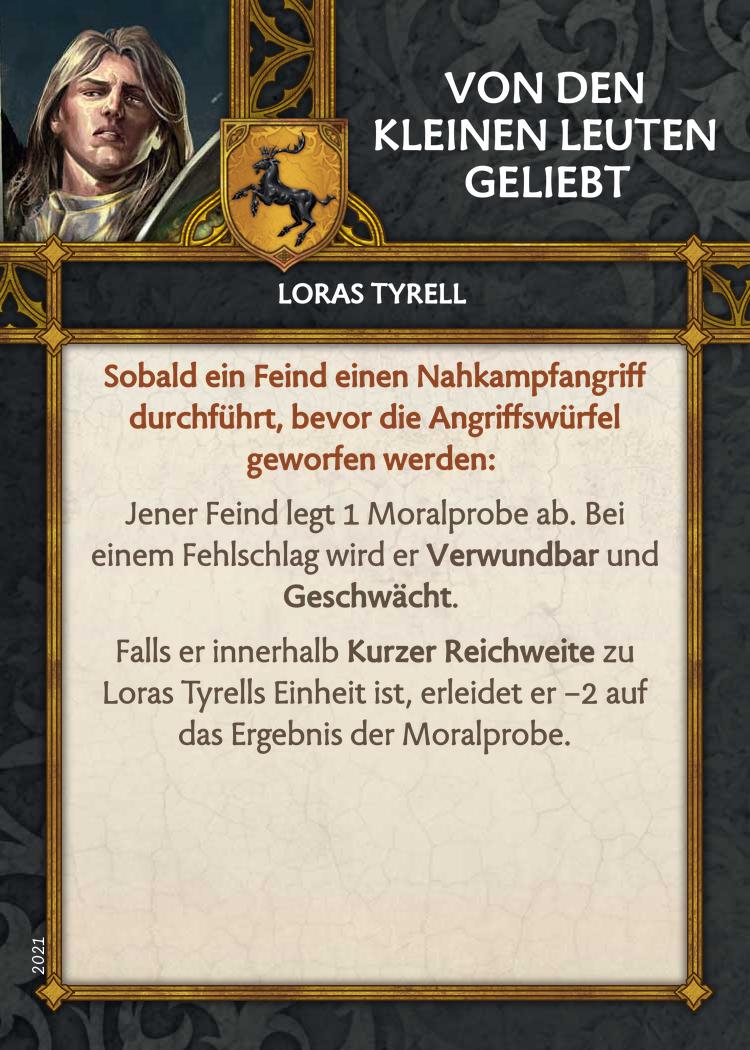 VON DEN
KLEINEN LEUTEN
GELIEBT
LORAS TYRELL
Sobald ein Feind einen Nahkampfangriff
durchführt, bevor die Angriffswürfel
geworfen werden:
Jener Feind legt 1 Moralprobe ab. Bei
einem Fehlschlag wird er Verwundbar und
Geschwächt.
Falls er innerhalb Kurzer Reichweite zu
Loras Tyrells Einheit ist, erleidet er –2 auf
das Ergebnis der Moralprobe.
2021